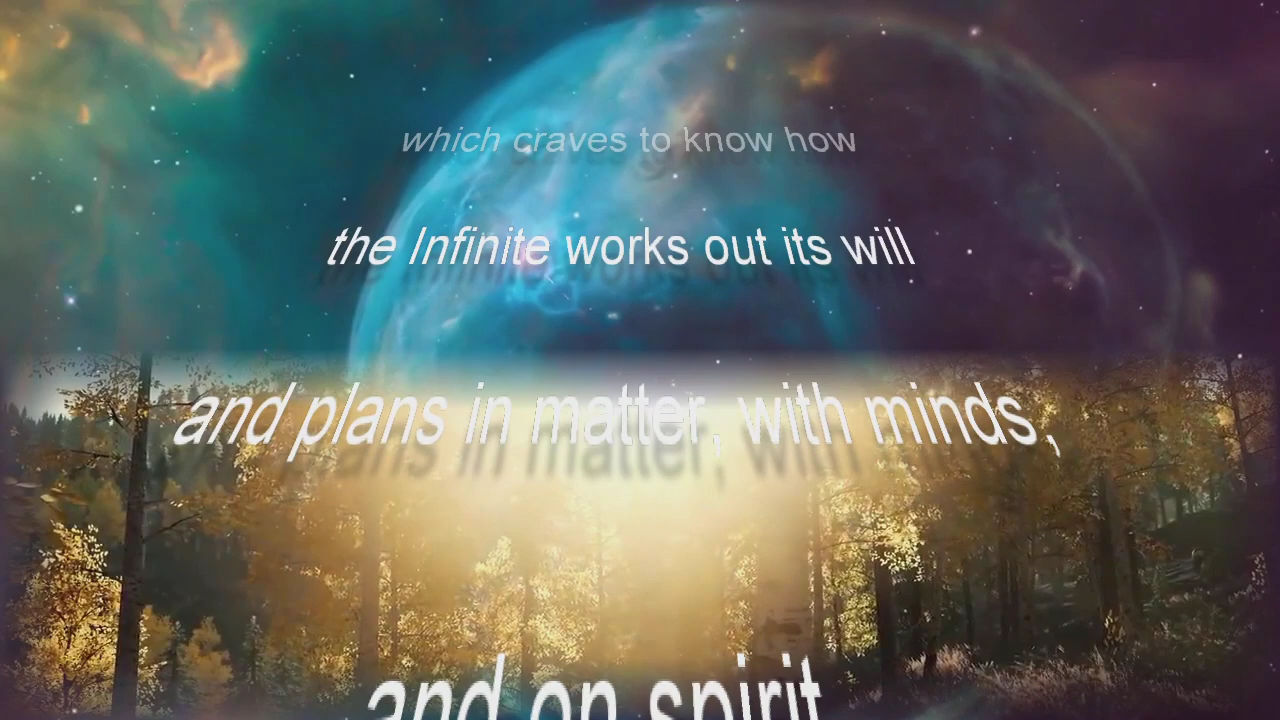 which craves to know how
the Infinite works out its will
and plans in matter, with minds,
and on spirit